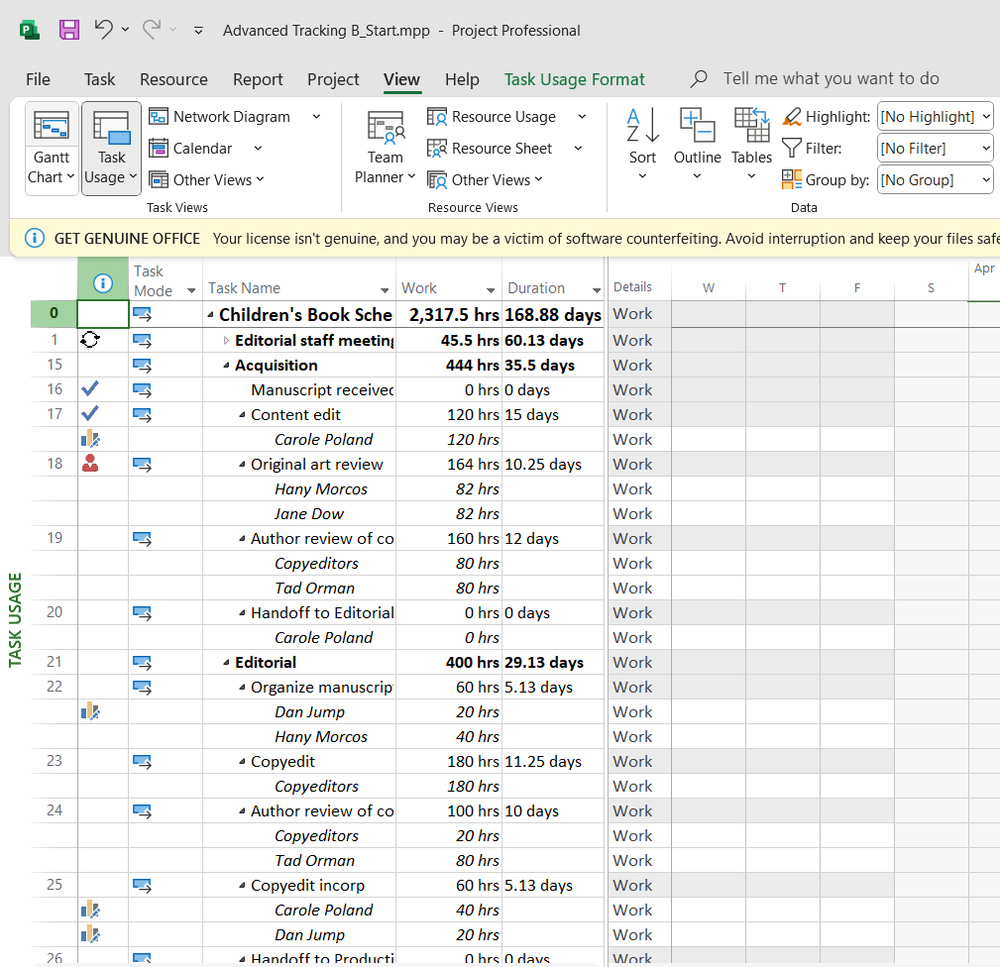 Advanced Tracking B_Start.mpp - Project Professional
File Task Resource Report Project View Help Task Usage Format Tell me what you want to do
Gantt Chart
Task Usage
Network Diagram
Calendar
Other Views
Task Views
Team Planner
Resource Usage
Resource Sheet
Other Views
Resource Views
A Z
Sort
Outline
Tables
Highlight: [No Highlight]
Filter: [No Filter]
Group by: [No Group]
Data
GET GENUINE OFFICE Your license isn't genuine, and you may be a victim of software counterfeiting. Avoid interruption and keep your files safe
Task Mode Task Name Work Duration Details W T F S Apr
TASK USAGE
0 Children's Book Sche 2,317.5 hrs 168.88 days Work
1 Editorial staff meeting 45.5 hrs 60.13 days Work
15 Acquisition 444 hrs 35.5 days Work
16 Manuscript received 0 hrs 0 days Work
17 Content edit 120 hrs 15 days Work
Carole Poland 120 hrs Work
18 Original art review 164 hrs 10.25 days Work
Hany Morcos 82 hrs Work
Jane Dow 82 hrs Work
19 Author review of co 160 hrs 12 days Work
Copyeditors 80 hrs Work
Tad Orman 80 hrs Work
20 Handoff to Editorial 0 hrs 0 days Work
Carole Poland 0 hrs Work
21 Editorial 400 hrs 29.13 days Work
22 Organize manuscrip 60 hrs 5.13 days Work
Dan Jump 20 hrs Work
Hany Morcos 40 hrs Work
23 Copyedit 180 hrs 11.25 days Work
Copyeditors 180 hrs Work
24 Author review of co 100 hrs 10 days Work
Copyeditors 20 hrs Work
Tad Orman 80 hrs Work
25 Copyedit incorp 60 hrs 5.13 days Work
Carole Poland 40 hrs Work
Dan Jump 20 hrs Work
26 Handoff to Producti 0 hrs 0 days Work